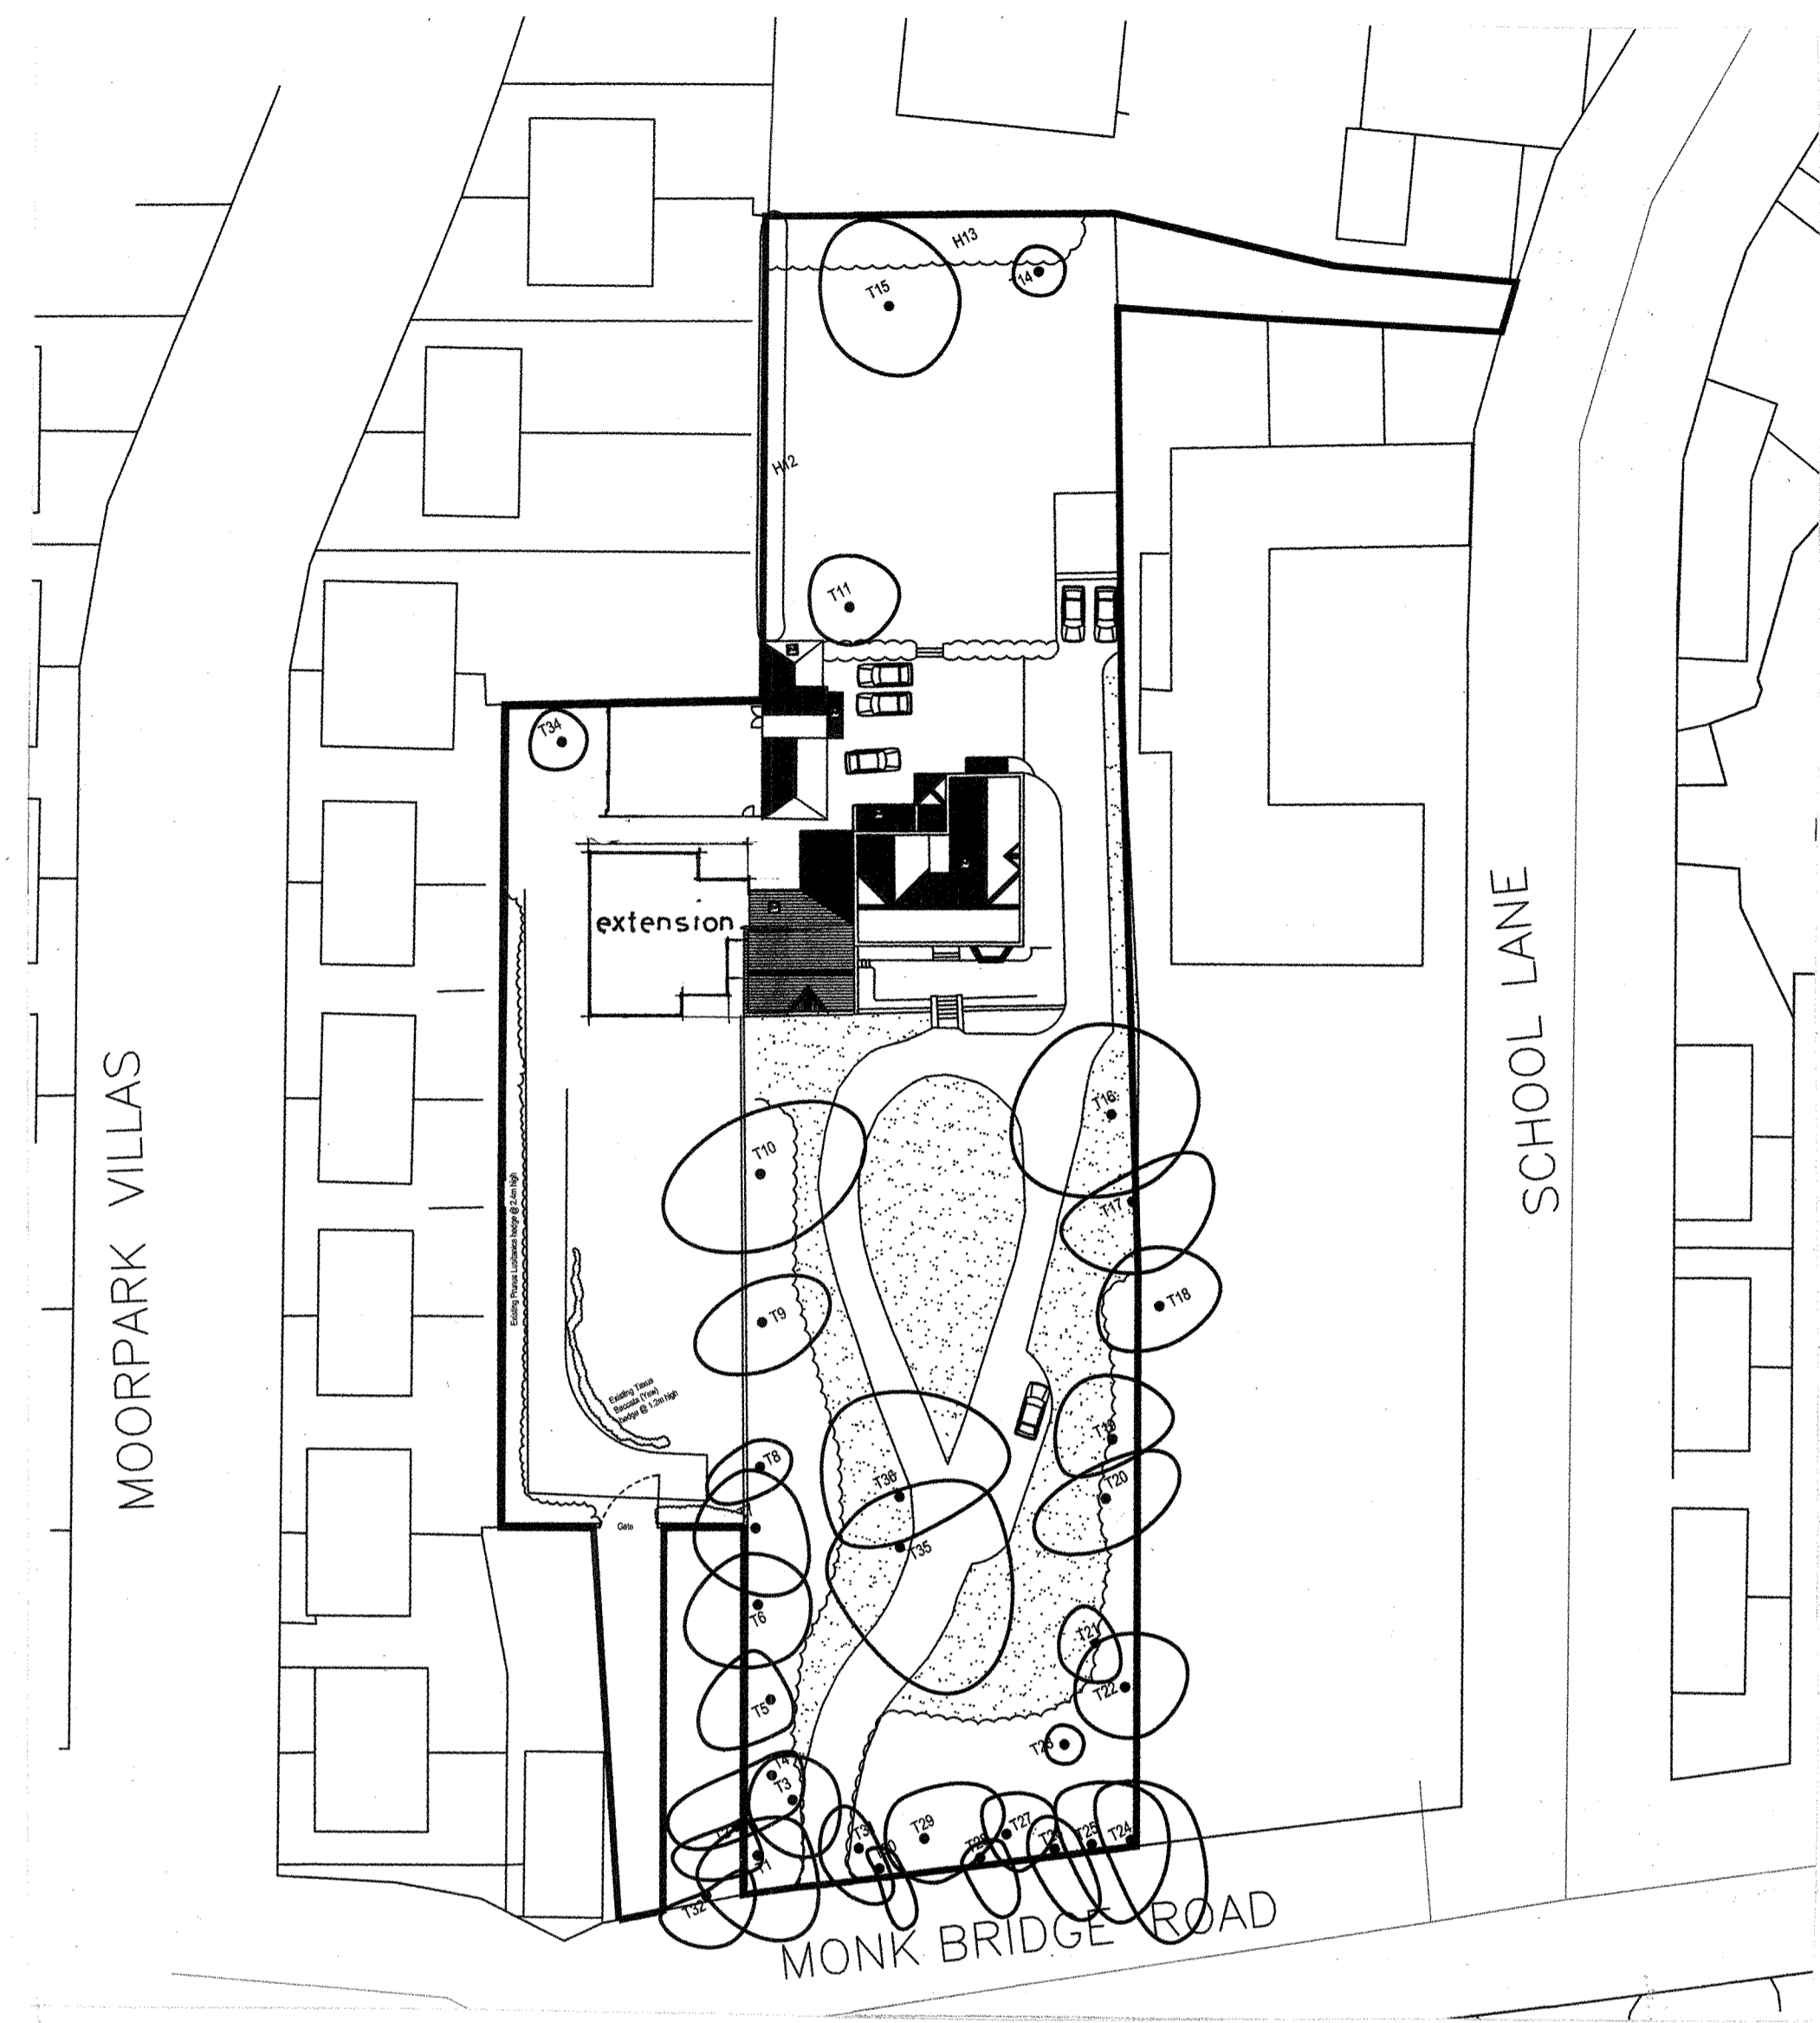 H13
T15
14
H12
T11
T34
extension
SCHOOL LANE
MOORPARK VILLAS
T16
T10
T17
Existing Prunus Lusitanica hedge @ 2.4m high
T18
T9
Existing Taxus
Baccata (Yew)
hedge @ 1.2m high
T19
T8
T36
T20
Gate
T35
T6
T21
T5
T22
T23
T4
T3
T29
T27
T31
T25
T24
T1
T32
MONK BRIDGE ROAD